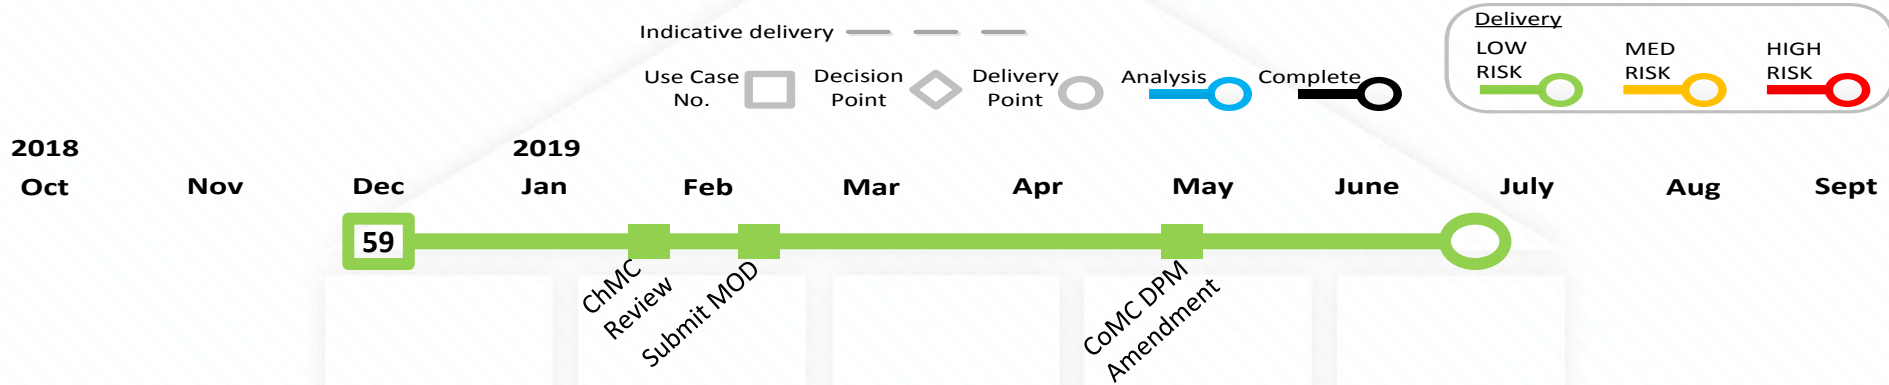 Indicative delivery
Use Case
No.
Decision
Point
Delivery
Point
Analysis
Complete
Delivery
LOW
RISK
MED
RISK
HIGH
RISK
2018
2019
Oct Nov Dec Jan Feb Mar Apr May June July Aug Sept
59
ChMC
Review
Submit MOD
CoMC DPM
Amendment